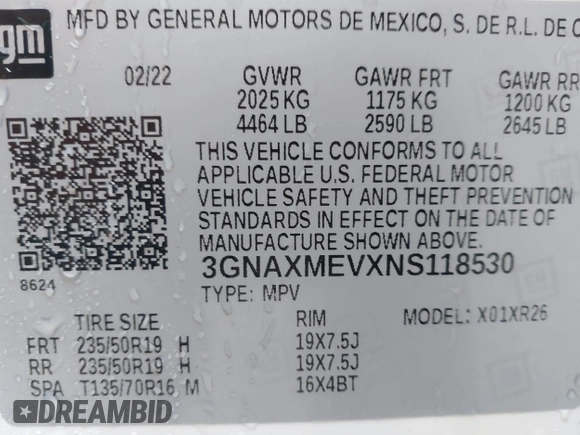 gm
MFD BY GENERAL MOTORS DE MEXICO, S. DE R.L. DE C
02/22 GVWR GAWR FRT GAWR RR
2025 KG 1175 KG 1200 KG
4464 LB 2590 LB 2645 LB
THIS VEHICLE CONFORMS TO ALL
APPLICABLE U.S. FEDERAL MOTOR
VEHICLE SAFETY AND THEFT PREVENTION
STANDARDS IN EFFECT ON THE DATE OF
MANUFACTURE SHOWN ABOVE.
8624 3GNAXMEVXNS118530
TYPE: MPV MODEL: X01XR26
TIRE SIZE RIM
FRT 235/50R19 H 19X7.5J
RR 235/50R19 H 19X7.5J
SPA T135/70R16 M 16X4BT
DREAMBID